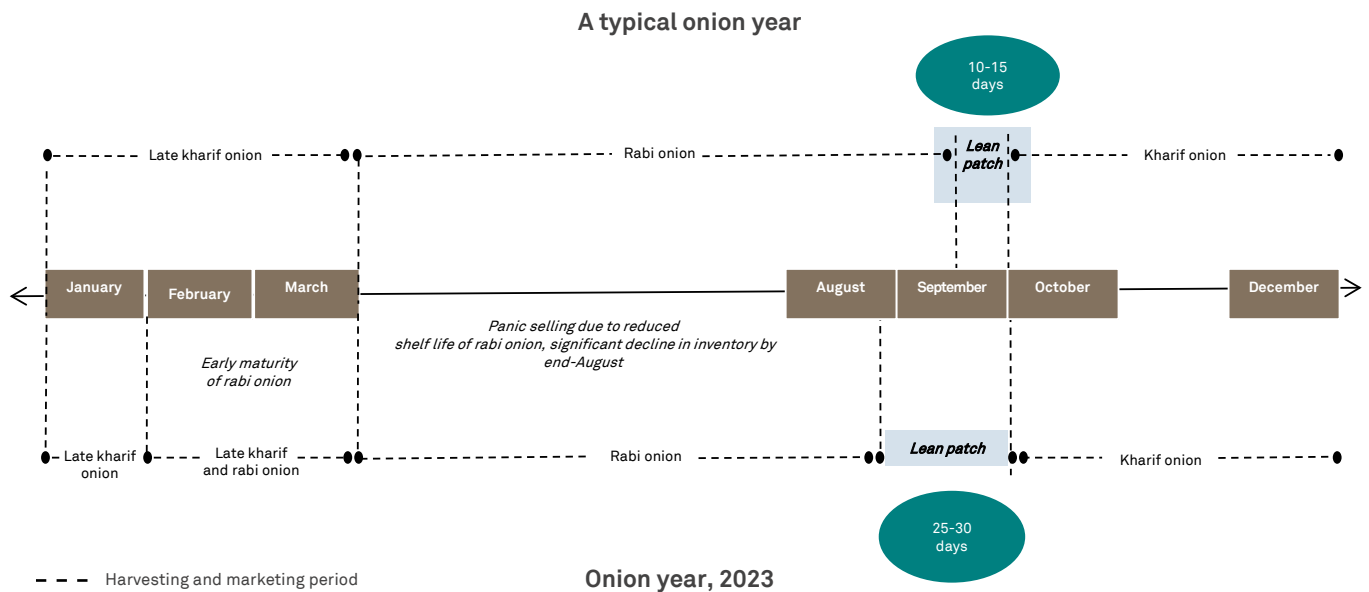 A typical onion year
10-15
days
Late kharif onion
Rabi onion
Lean
patch
Kharif onion
January
February
March
August
September
October
December
Panic selling due to reduced
shelf life of rabi onion, significant decline in inventory by
end-August
Early maturity
of rabi onion
Late kharif
onion
Late kharif
and rabi onion
Rabi onion
Lean patch
Kharif onion
25-30
days
Harvesting and marketing period
Onion year, 2023